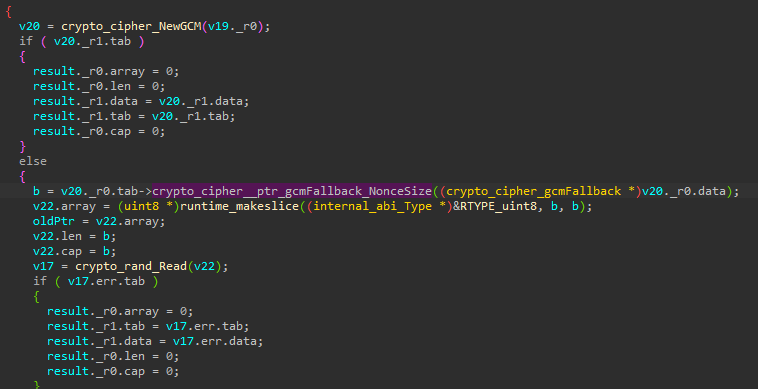 {
v20 = crypto_cipher_NewGCM(v19._r0);
if ( v20._r1.tab )
{
result._r0.array = 0;
result._r0.len = 0;
result._r1.data = v20._r1.data;
result._r1.tab = v20._r1.tab;
result._r0.cap = 0;
}
else
{
b = v20._r0.tab->crypto_cipher__ptr_gcmFallback_NonceSize((crypto_cipher_gcmFallback *)v20._r0.data);
v22.array = (uint8 *)runtime_makeslice((internal_abi_Type *)&RTYPE_uint8, b, b);
oldPtr = v22.array;
v22.len = b;
v22.cap = b;
v17 = crypto_rand_Read(v22);
if ( v17.err.tab )
{
result._r0.array = 0;
result._r1.tab = v17.err.tab;
result._r1.data = v17.err.data;
result._r0.len = 0;
result._r0.cap = 0;
}